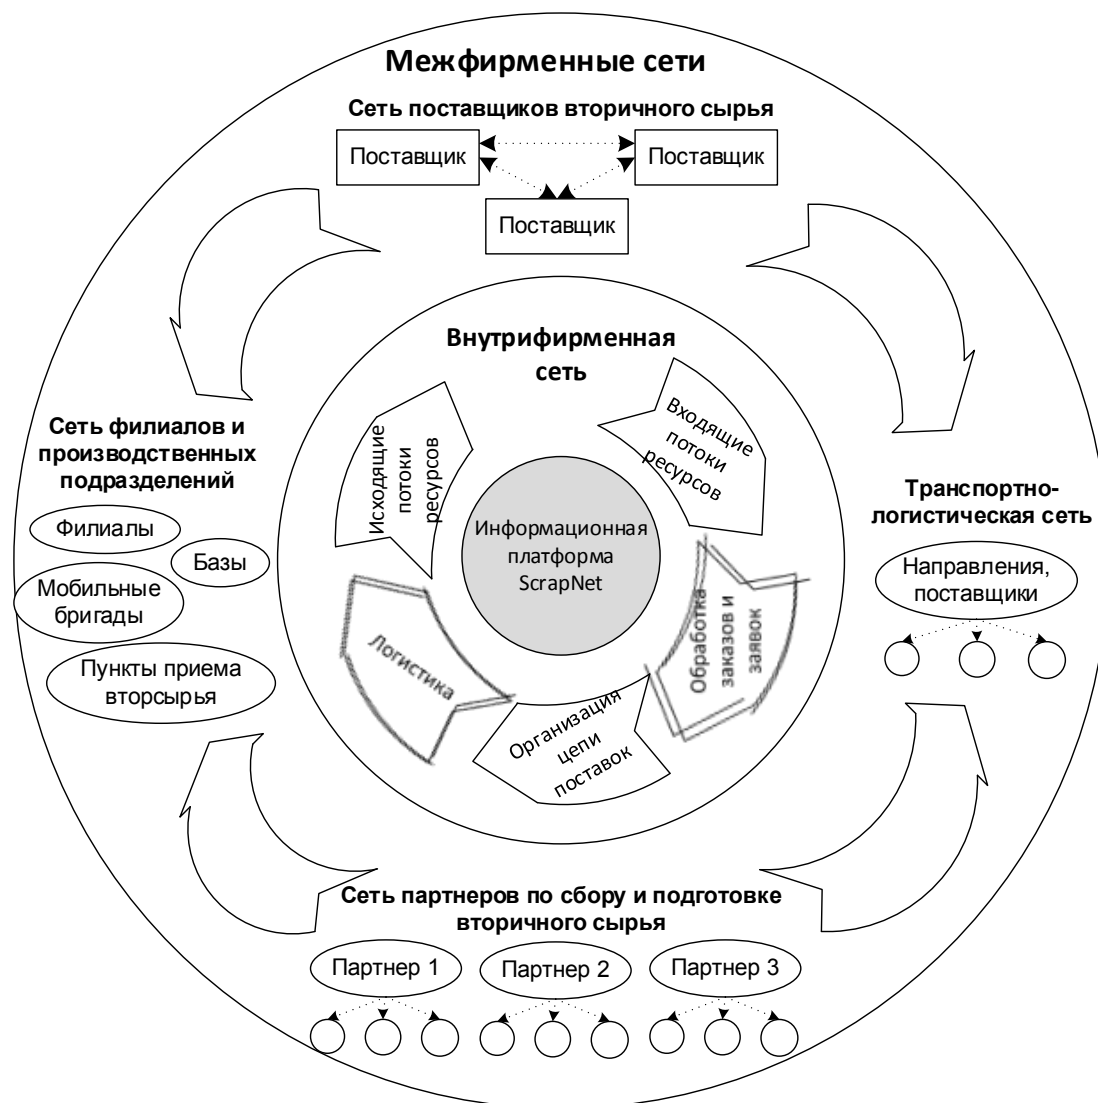 Межфирменные сети
Сеть поставщиков вторичного сырья
Поставщик
Поставщик
Поставщик
Внутрифирменная
сеть
Исходящие
потоки
ресурсов
Входящие
потоки
ресурсов
Сеть филиалов и
производственных
подразделений
Филиалы
Базы
Мобильные
бригады
Пункты приема
вторсырья
Информационная
платформа
ScrapNet
Транспортно-
логистическая сеть
Направления,
поставщики
Логистика
Обработка
заказов и
заявок
Организация
цепи
поставок
Сеть партнеров по сбору и подготовке
вторичного сырья
Партнер 1
Партнер 2
Партнер 3